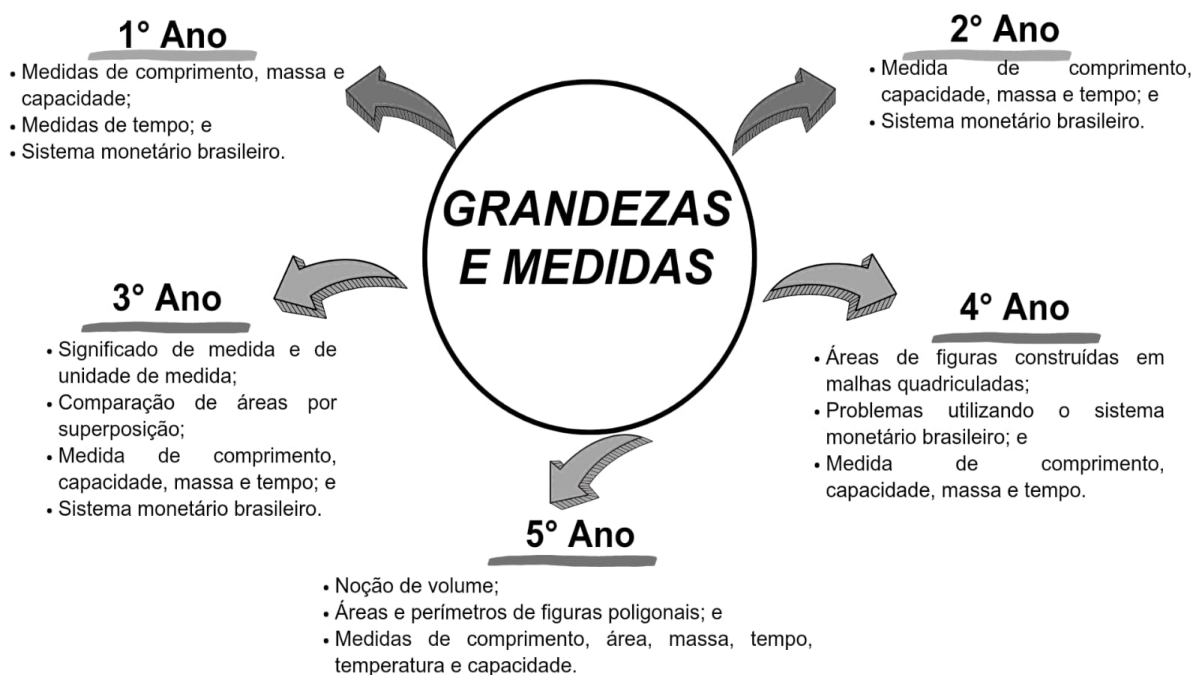 1° Ano
• Medidas de comprimento, massa e
capacidade;
• Medidas de tempo; e
• Sistema monetário brasileiro.
2° Ano
• Medida de comprimento,
capacidade, massa e tempo; e
• Sistema monetário brasileiro.
GRANDEZAS
E MEDIDAS
3° Ano
• Significado de medida e de
unidade de medida;
• Comparação de áreas por
superposição;
• Medida de comprimento,
capacidade, massa e tempo; e
• Sistema monetário brasileiro.
4° Ano
• Áreas de figuras construídas em
malhas quadriculadas;
• Problemas utilizando o sistema
monetário brasileiro; e
• Medida de comprimento,
capacidade, massa e tempo.
5° Ano
• Noção de volume;
• Áreas e perímetros de figuras poligonais; e
• Medidas de comprimento, área, massa, tempo,
temperatura e capacidade.